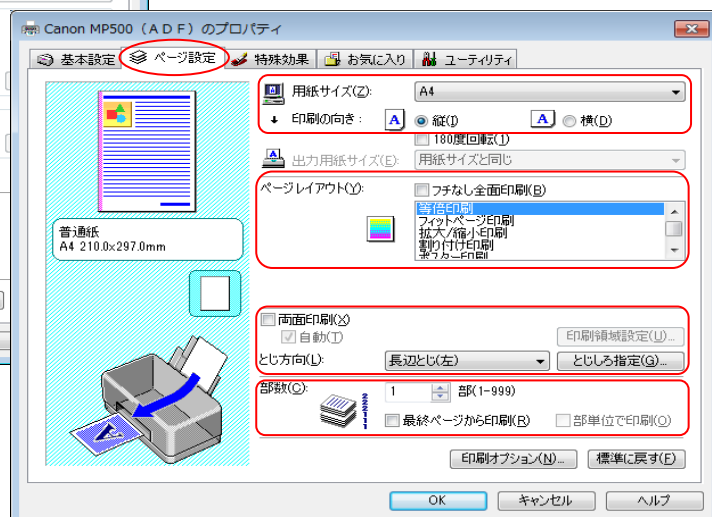 Canon MP500 （ＡＤＦ）のプロパティ
基本設定 ページ設定 特殊効果 お気に入り ユーティリティ
用紙サイズ(Z): A4
印刷の向き: A 縦(I) A 横(D)
180度回転(1)
出力用紙サイズ(E): 用紙サイズと同じ
ページレイアウト(Y): フチなし全面印刷(B)
等倍印刷
フィットページ印刷
拡大/縮小印刷
割り付け印刷
ポスター印刷
普通紙
A4 210.0x297.0mm
両面印刷(X)
自動(T) 印刷領域設定(U)...
とじ方向(L): 長辺とじ(左) とじしろ指定(G)...
部数(C): 1 部(1-999)
最終ページから印刷(R) 部単位で印刷(O)
印刷オプション(N)... 標準に戻す(F)
OK キャンセル ヘルプ